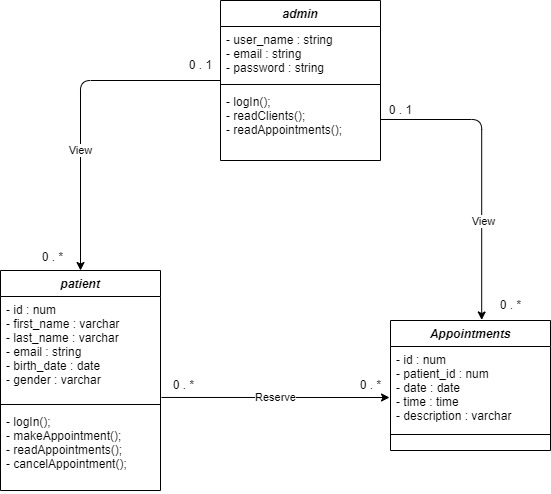 admin
- user_name : string
- email : string
- password : string
- logIn();
- readClients();
- readAppointments();
0 . 1
0 . 1
View
View
0 . *
0 . *
patient
- id : num
- first_name : varchar
- last_name : varchar
- email : string
- birth_date : date
- gender : varchar
- logIn();
- makeAppointment();
- readAppointments();
- cancelAppointment();
0 . *
Reserve
0 . *
Appointments
- id : num
- patient_id : num
- date : date
- time : time
- description : varchar